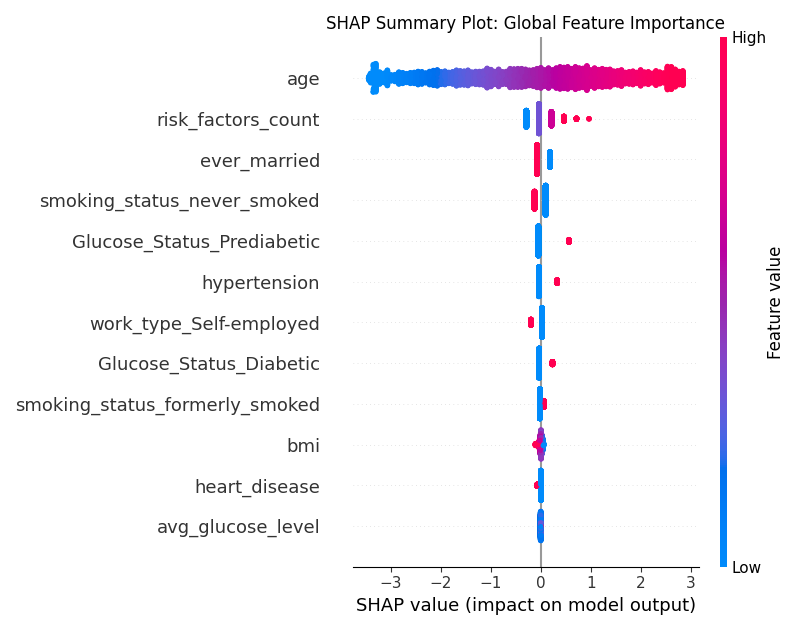 SHAP Summary Plot: Global Feature Importance
High
age
risk_factors_count
ever_married
smoking_status_never_smoked
Glucose_Status_Prediabetic
hypertension
work_type_Self-employed
Glucose_Status_Diabetic
smoking_status_formerly_smoked
bmi
heart_disease
avg_glucose_level
Feature value
Low
−3 −2 −1 0 1 2 3
SHAP value (impact on model output)